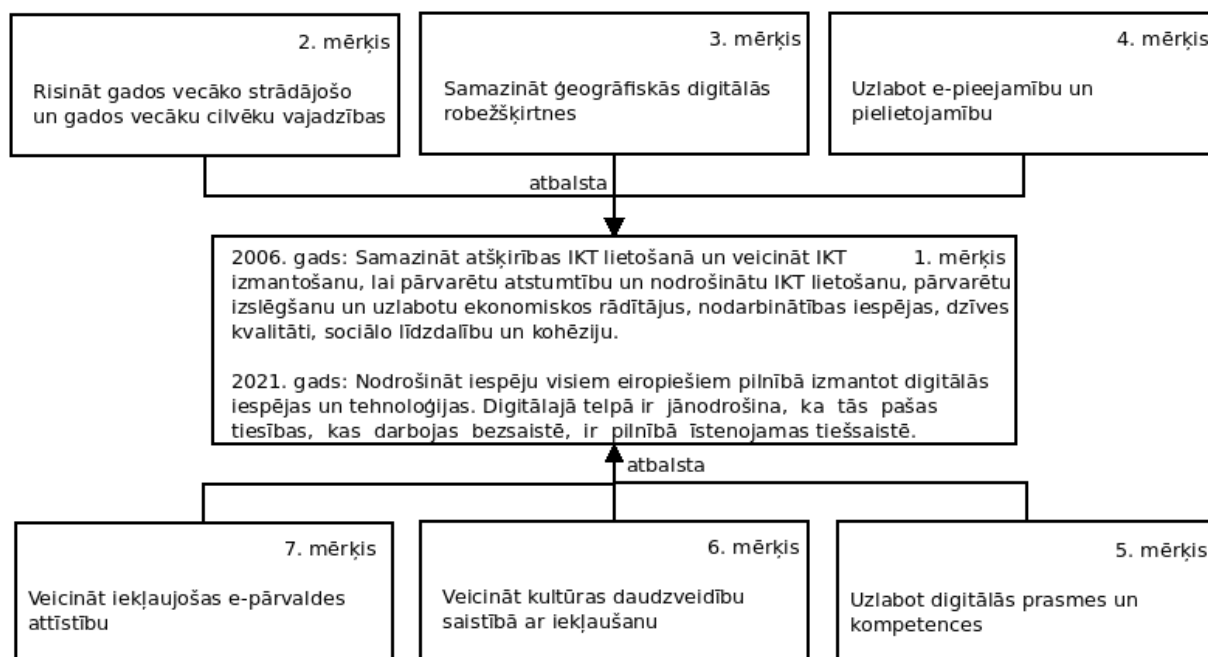 2. mērķis
Risināt gados vecāko strādājošo
un gados vecāku cilvēku vajadzības
3. mērķis
Samazināt ģeogrāfiskās digitālās
robežšķirtnes
4. mērķis
Uzlabot e-pieejamību un
pielietojamību
atbalsta
2006. gads: Samazināt atšķirības IKT lietošanā un veicināt IKT 1. mērķis
izmantošanu, lai pārvarētu atstumtību un nodrošinātu IKT lietošanu, pārvarētu
izslēgšanu un uzlabotu ekonomiskos rādītājus, nodarbinātības iespējas, dzīves
kvalitāti, sociālo līdzdalību un kohēziju.
2021. gads: Nodrošināt iespēju visiem eiropiešiem pilnībā izmantot digitālās
iespējas un tehnoloģijas. Digitālajā telpā ir jānodrošina, ka tās pašas
tiesības, kas darbojas bezsaistē, ir pilnībā īstenojamas tiešsaistē.
atbalsta
7. mērķis
Veicināt iekļaujošas e-pārvaldes
attīstību
6. mērķis
Veicināt kultūras daudzveidību
saistībā ar iekļaušanu
5. mērķis
Uzlabot digitālās prasmes un
kompetences